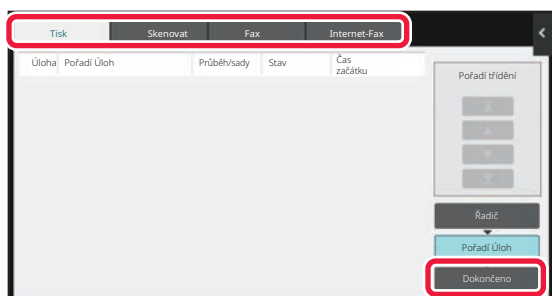 Tisk Skenovat Fax Internet-Fax
Úloha Pořadí Úloh Průběh/sady Stav Čas
začátku
Pořadí třídění
Řadič
Pořadí Úloh
Dokončeno